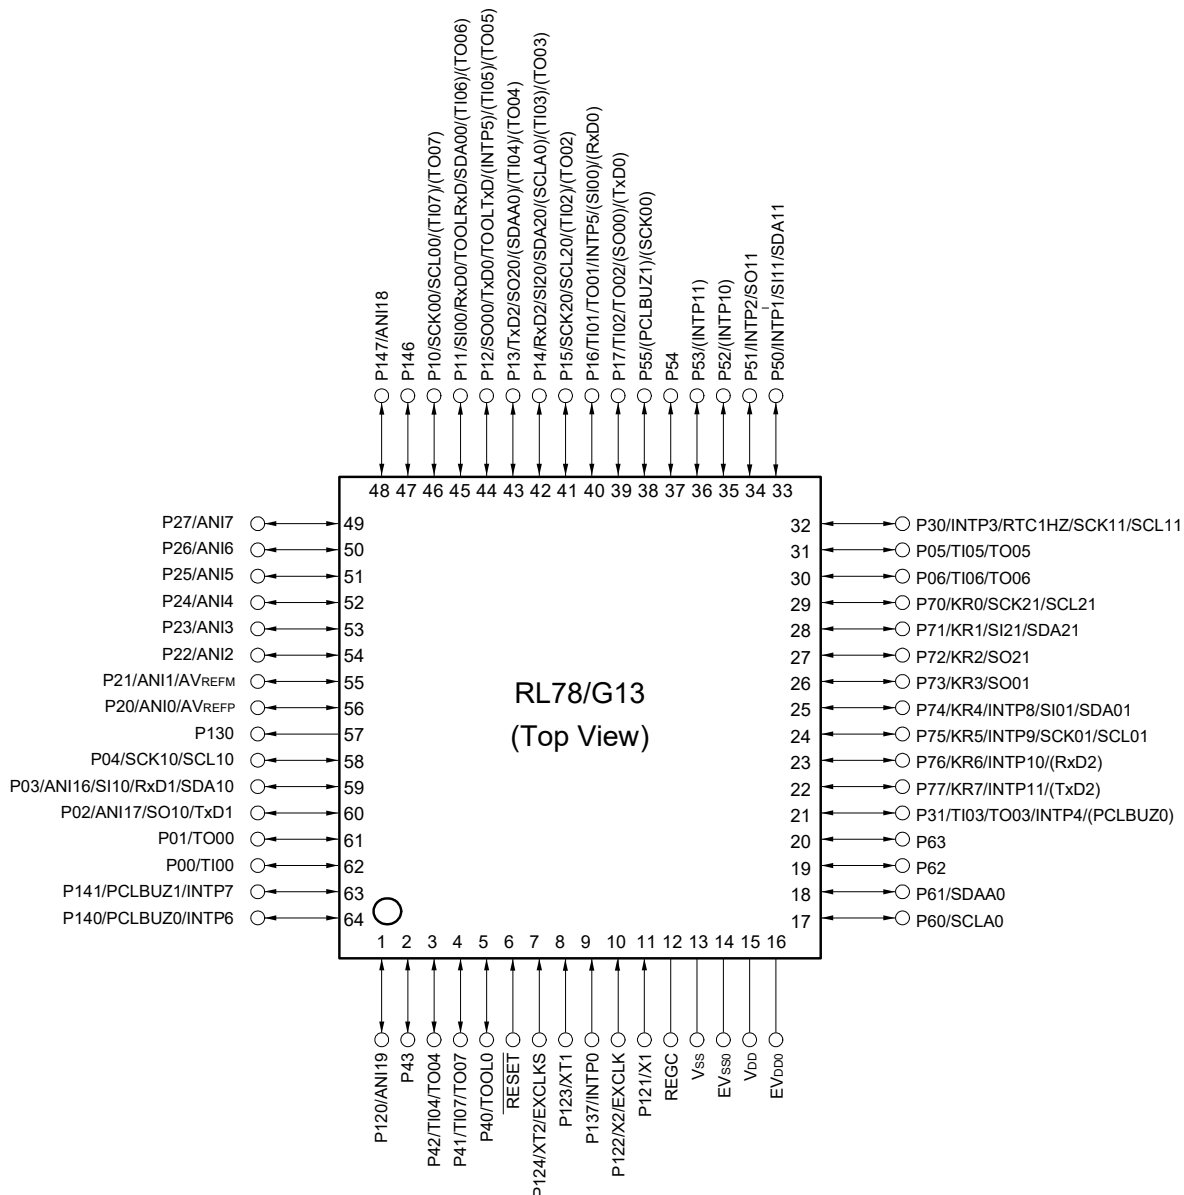 P147/ANI18
P146
P10/SCK00/SCL00/(TI07)/(TO07)
P11/SI00/RxD0/TOOLRxD/SDA00/(TI06)/(TO06)
P12/SO00/TxD0/TOOLTxD/(INTP5)/(TI05)/(TO05)
P13/TxD2/SO20/(SDAA0)/(TI04)/(TO04)
P14/RxD2/SI20/SDA20/(SCLA0)/(TI03)/(TO03)
P15/SCK20/SCL20/(TI02)/(TO02)
P16/TI01/TO01/INTP5/(SI00)/(RxD0)
P17/TI02/TO02/(SO00)/(TxD0)
P55/(PCLBUZ1)/(SCK00)
P54
P53/(INTP11)
P52/(INTP10)
P51/INTP2/SO11
P50/INTP1/SI11/SDA11
48 47 46 45 44 43 42 41 40 39 38 37 36 35 34 33
P27/ANI7 49
P26/ANI6 50
P25/ANI5 51
P24/ANI4 52
P23/ANI3 53
P22/ANI2 54
P21/ANI1/AVREFM 55
P20/ANI0/AVREFP 56
P130 57
P04/SCK10/SCL10 58
P03/ANI16/SI10/RxD1/SDA10 59
P02/ANI17/SO10/TxD1 60
P01/TO00 61
P00/TI00 62
P141/PCLBUZ1/INTP7 63
P140/PCLBUZ0/INTP6 64
RL78/G13
(Top View)
32 P30/INTP3/RTC1HZ/SCK11/SCL11
31 P05/TI05/TO05
30 P06/TI06/TO06
29 P70/KR0/SCK21/SCL21
28 P71/KR1/SI21/SDA21
27 P72/KR2/SO21
26 P73/KR3/SO01
25 P74/KR4/INTP8/SI01/SDA01
24 P75/KR5/INTP9/SCK01/SCL01
23 P76/KR6/INTP10/(RxD2)
22 P77/KR7/INTP11/(TxD2)
21 P31/TI03/TO03/INTP4/(PCLBUZ0)
20 P63
19 P62
18 P61/SDAA0
17 P60/SCLA0
1 2 3 4 5 6 7 8 9 10 11 12 13 14 15 16
P120/ANI19
P43
P42/TI04/TO04
P41/TI07/TO07
P40/TOOL0
RESET
P124/XT2/EXCLKS
P123/XT1
P137/INTP0
P122/X2/EXCLK
P121/X1
REGC
VSS
EVSS0
VDD
EVDD0